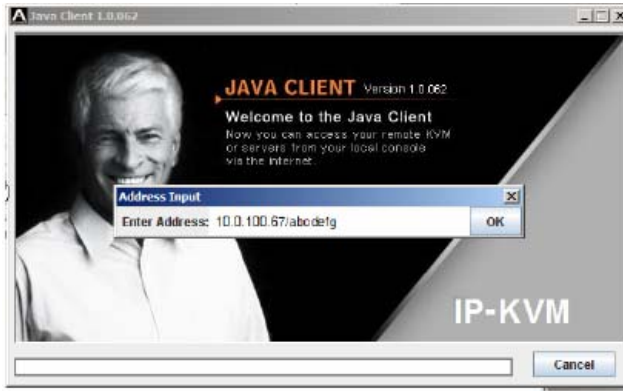 Java Client 1.0.062
JAVA CLIENT Version 1.0.062
Welcome to the Java Client
Now you can access your remote KVM
or servers from your local console
via the internet.
Address Input
Enter Address: 10.0.100.67/abcdefg
OK
IP-KVM
Cancel